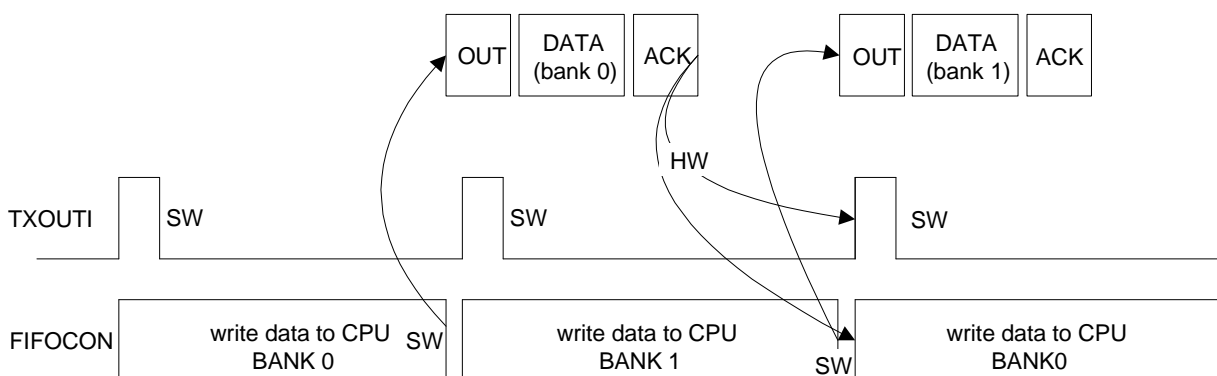 OUT DATA (bank 0) ACK OUT DATA (bank 1) ACK
HW
TXOUTI SW SW SW
FIFOCON write data to CPU BANK 0 SW write data to CPU BANK 1 SW write data to CPU BANK0